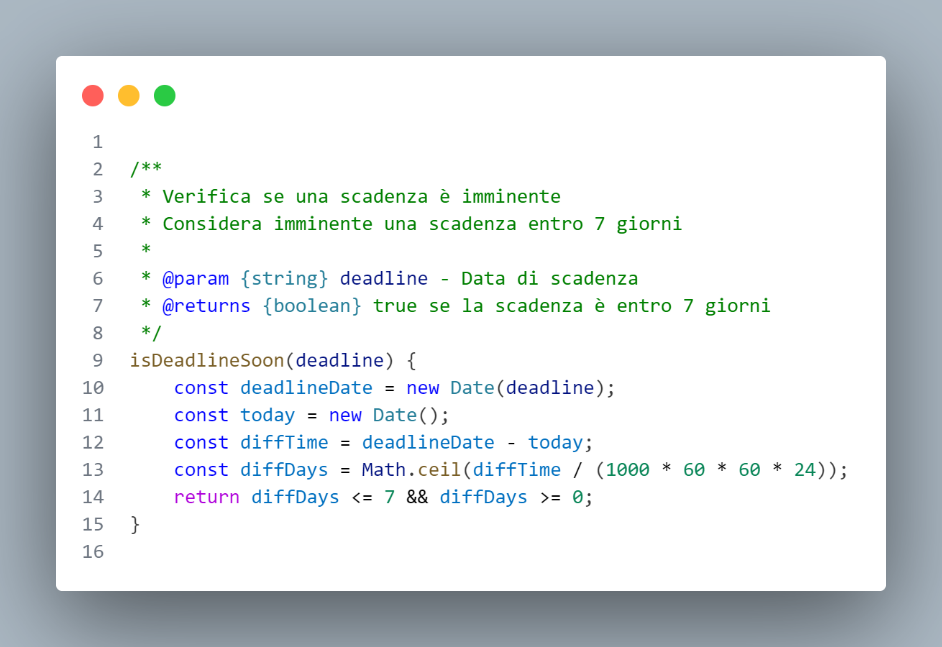 1
2 /**
3 * Verifica se una scadenza è imminente
4 * Considera imminente una scadenza entro 7 giorni
5 *
6 * @param {string} deadline - Data di scadenza
7 * @returns {boolean} true se la scadenza è entro 7 giorni
8 */
9 isDeadlineSoon(deadline) {
10     const deadlineDate = new Date(deadline);
11     const today = new Date();
12     const diffTime = deadlineDate - today;
13     const diffDays = Math.ceil(diffTime / (1000 * 60 * 60 * 24));
14     return diffDays <= 7 && diffDays >= 0;
15 }
16